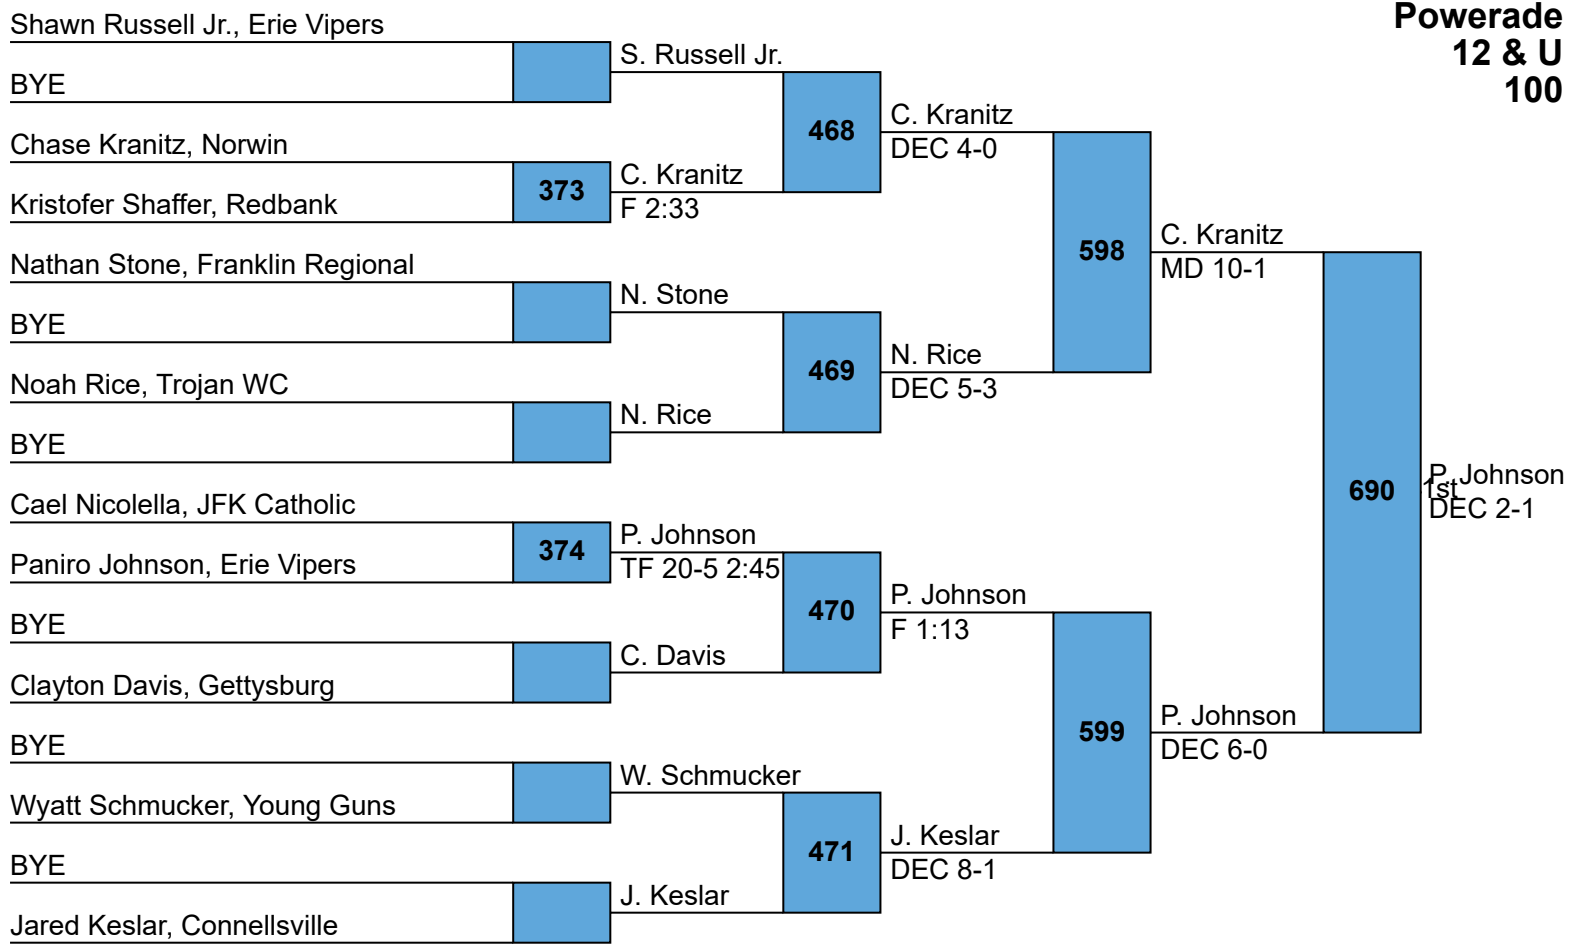 Powerade
12 & U
100
Shawn Russell Jr., Erie Vipers
BYE
S. Russell Jr.
Chase Kranitz, Norwin
373
Kristofer Shaffer, Redbank
C. Kranitz
F 2:33
468
C. Kranitz
DEC 4-0
Nathan Stone, Franklin Regional
BYE
N. Stone
Noah Rice, Trojan WC
BYE
N. Rice
469
N. Rice
DEC 5-3
598
C. Kranitz
MD 10-1
Cael Nicolella, JFK Catholic
374
Paniro Johnson, Erie Vipers
P. Johnson
TF 20-5 2:45
BYE
Clayton Davis, Gettysburg
C. Davis
470
P. Johnson
F 1:13
BYE
Wyatt Schmucker, Young Guns
W. Schmucker
BYE
Jared Keslar, Connellsville
J. Keslar
471
J. Keslar
DEC 8-1
599
P. Johnson
DEC 6-0
690
P. Johnson
1st
DEC 2-1